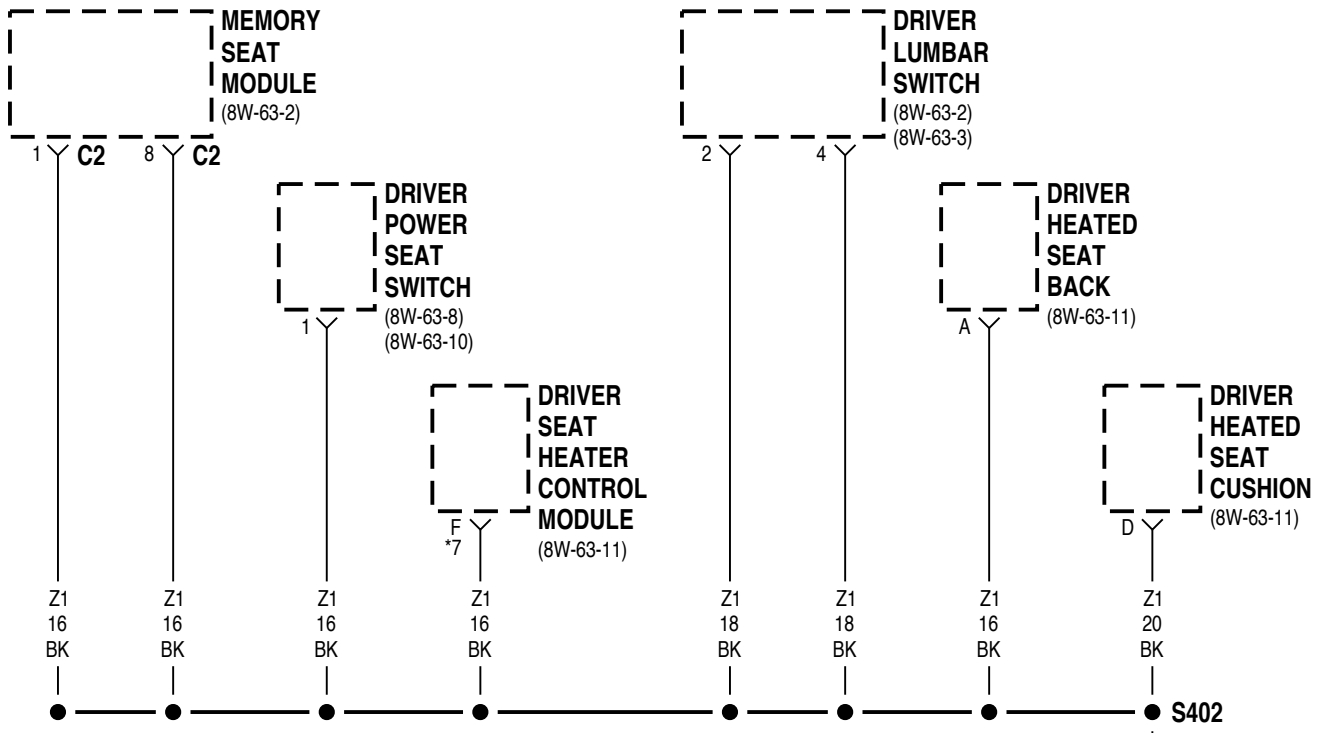 MEMORY
SEAT
MODULE
(8W-63-2)
1
C2
8
C2
DRIVER
POWER
SEAT
SWITCH
(8W-63-8)
(8W-63-10)
1
DRIVER
SEAT
HEATER
CONTROL
MODULE
(8W-63-11)
F
*7
DRIVER
LUMBAR
SWITCH
(8W-63-2)
(8W-63-3)
2
4
DRIVER
HEATED
SEAT
BACK
(8W-63-11)
A
DRIVER
HEATED
SEAT
CUSHION
(8W-63-11)
D
Z1
16
BK
Z1
16
BK
Z1
16
BK
Z1
16
BK
Z1
18
BK
Z1
18
BK
Z1
16
BK
Z1
20
BK
S402